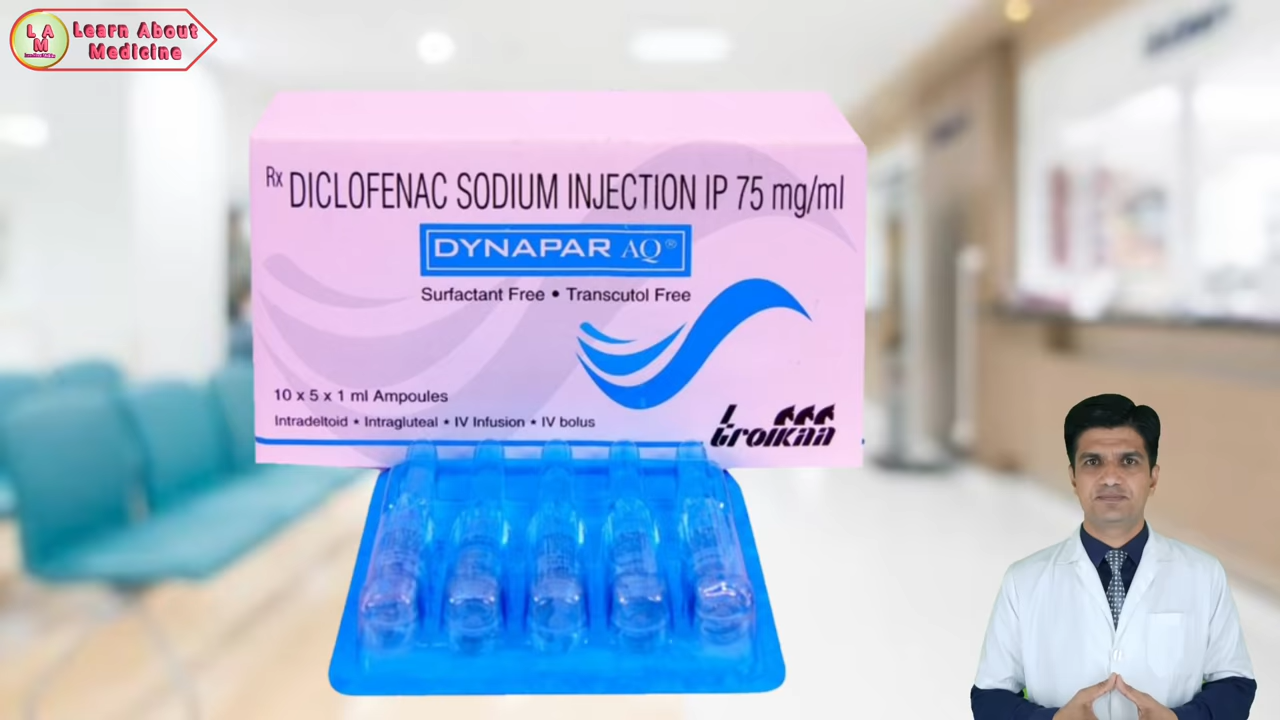 L A
M
Learn About
Medicine
Rx DICLOFENAC SODIUM INJECTION IP 75 mg/ml
DYNAPAR AQ®
Surfactant Free • Transcutol Free
10 x 5 x 1 ml Ampoules
Intradeltoid ⋆ Intragluteal ⋆ IV Infusion ⋆ IV bolus
troikaa